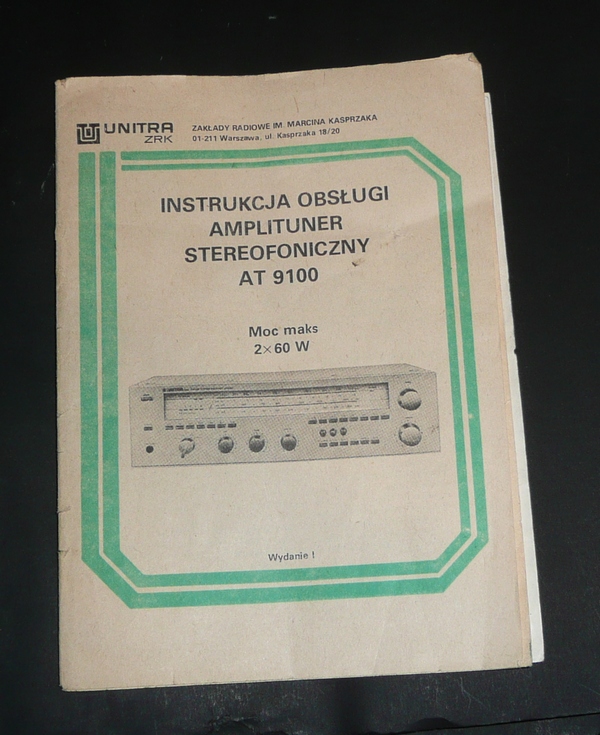 UNITRA
ZRK
ZAKŁADY RADIOWE IM. MARCINA KASPRZAKA
01-211 Warszawa, ul. Kasprzaka 18/20
INSTRUKCJA OBSŁUGI
AMPLITUNER
STEREOFONICZNY
AT 9100
Moc maks
2×60 W
Wydanie I